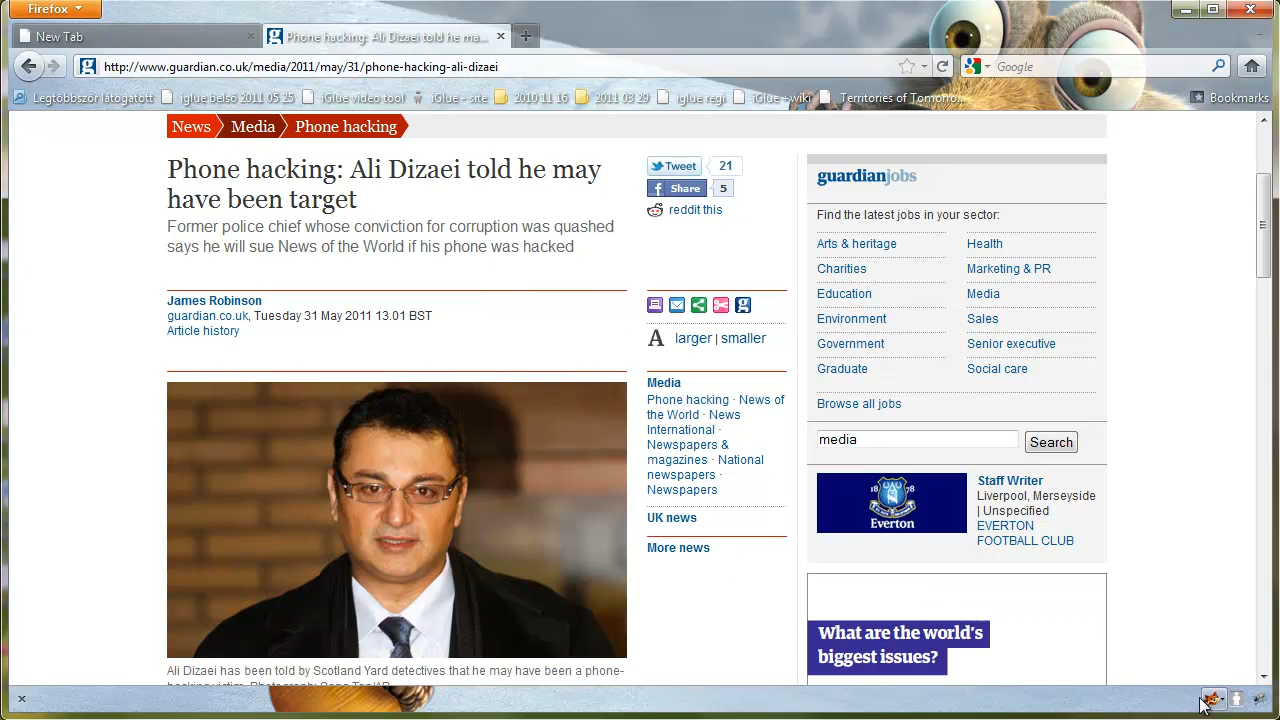 Firefox
New Tab
Phone hacking: Ali Dizaei told he ma...
http://www.guardian.co.uk/media/2011/may/31/phone-hacking-ali-dizaei
Google
Legtöbbször látogatott
iglue belso 2011 05 25
iGlue video tool
iGlue - site
2010 11 16
2011 03 29
iglue regi
iGlue - wiki
Territories of Tomorro...
Bookmarks
News
Media
Phone hacking
Phone hacking: Ali Dizaei told he may
have been target
Former police chief whose conviction for corruption was quashed
says he will sue News of the World if his phone was hacked
James Robinson
guardian.co.uk, Tuesday 31 May 2011 13.01 BST
Article history
Tweet 21
Share 5
reddit this
A larger | smaller
Media
Phone hacking · News of
the World · News
International ·
Newspapers &
magazines · National
newspapers ·
Newspapers
UK news
More news
Ali Dizaei has been told by Scotland Yard detectives that he may have been a phone-
guardianjobs
Find the latest jobs in your sector:
Arts & heritage
Health
Charities
Marketing & PR
Education
Media
Environment
Sales
Government
Senior executive
Graduate
Social care
Browse all jobs
media
Search
18 78
Everton
Staff Writer
Liverpool, Merseyside
| Unspecified
EVERTON
FOOTBALL CLUB
What are the world's
biggest issues?